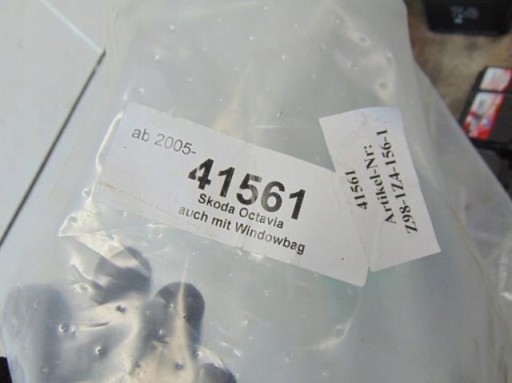 ab 2005-
41561
Skoda Octavia
auch mit Windowbag
41561
Artikel-Nr:
Z98-1Z4-156-1